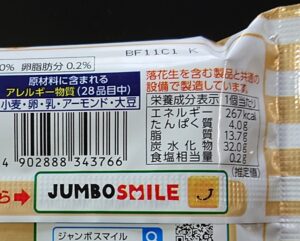 BF11C1 K
0% 卵脂肪分 0.2%
原材料に含まれる
アレルギー物質(28品目中)
小麦・卵・乳・アーモンド・大豆
4 902888 343766
落花生を含む製品と共通の
設備で製造しています。
栄養成分表示 1個当たり
エネルギー 267kcal
たんぱく質 4.0g
脂質 13.7g
炭水化物 32.0g
食塩相当量 0.2g
(推定値)
ら
JUMBO SMILE
ジャンボスマイル